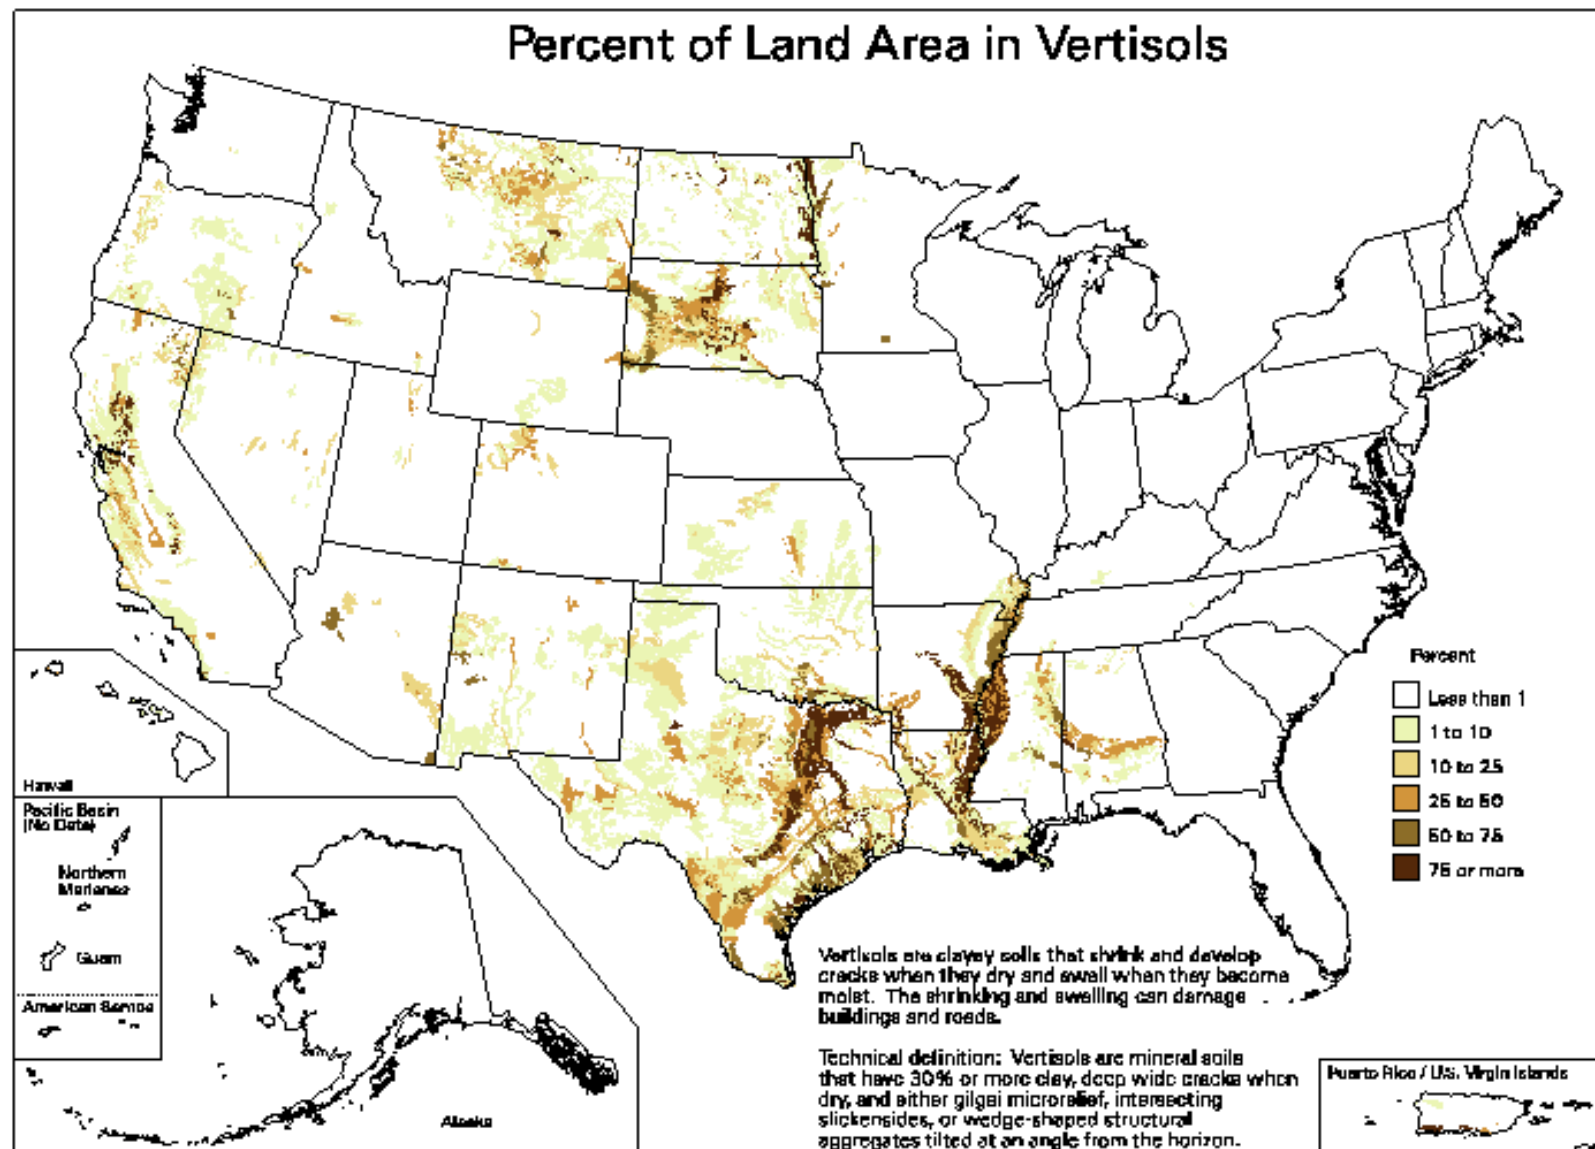 Percent of Land Area in Vertisols
Percent
Less than 1
1 to 10
10 to 25
25 to 50
50 to 75
75 or more
Hawaii
Pacific Basin
(No Data)
Northern
Marianas
Guam
American Samoa
Alaska
Vertisols are clayey soils that shrink and develop
cracks when they dry and swell when they become
moist. The shrinking and swelling can damage
buildings and roads.
Technical definition: Vertisols are mineral soils
that have 30% or more clay, deep wide cracks when
dry, and either gilgai microrelief, intersecting
slickensides, or wedge-shaped structural
aggregates tilted at an angle from the horizon.
Puerto Rico / U.S. Virgin Islands